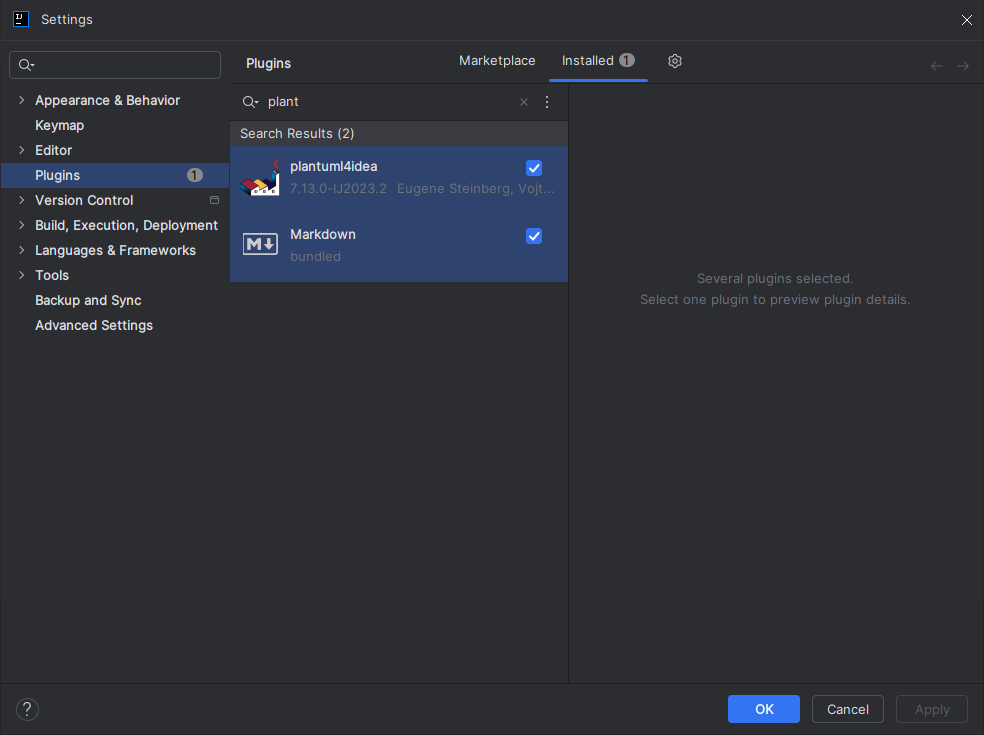 Settings
Plugins
Marketplace
Installed 1
Appearance & Behavior
Keymap
Editor
Plugins 1
Version Control
Build, Execution, Deployment
Languages & Frameworks
Tools
Backup and Sync
Advanced Settings
plant
Search Results (2)
plantuml4idea
7.13.0-IJ2023.2 Eugene Steinberg, Vojt...
Markdown
bundled
Several plugins selected.
Select one plugin to preview plugin details.
?
OK
Cancel
Apply